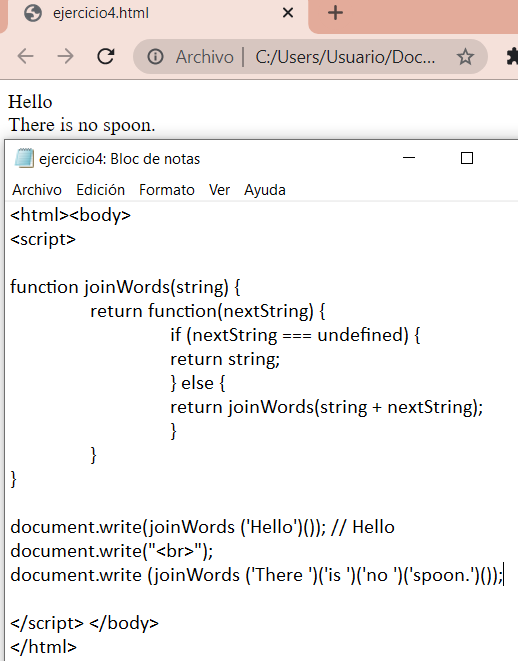 ejercicio4.html
Archivo | C:/Users/Usuario/Doc...
Hello
There is no spoon.
ejercicio4: Bloc de notas
Archivo Edición Formato Ver Ayuda
<html><body>
<script>
function joinWords(string) {
return function(nextString) {
if (nextString === undefined) {
return string;
} else {
return joinWords(string + nextString);
}
}
}
document.write(joinWords ('Hello')()); // Hello
document.write("<br>");
document.write (joinWords ('There ')('is ')('no ')('spoon.')());
</script> </body>
</html>